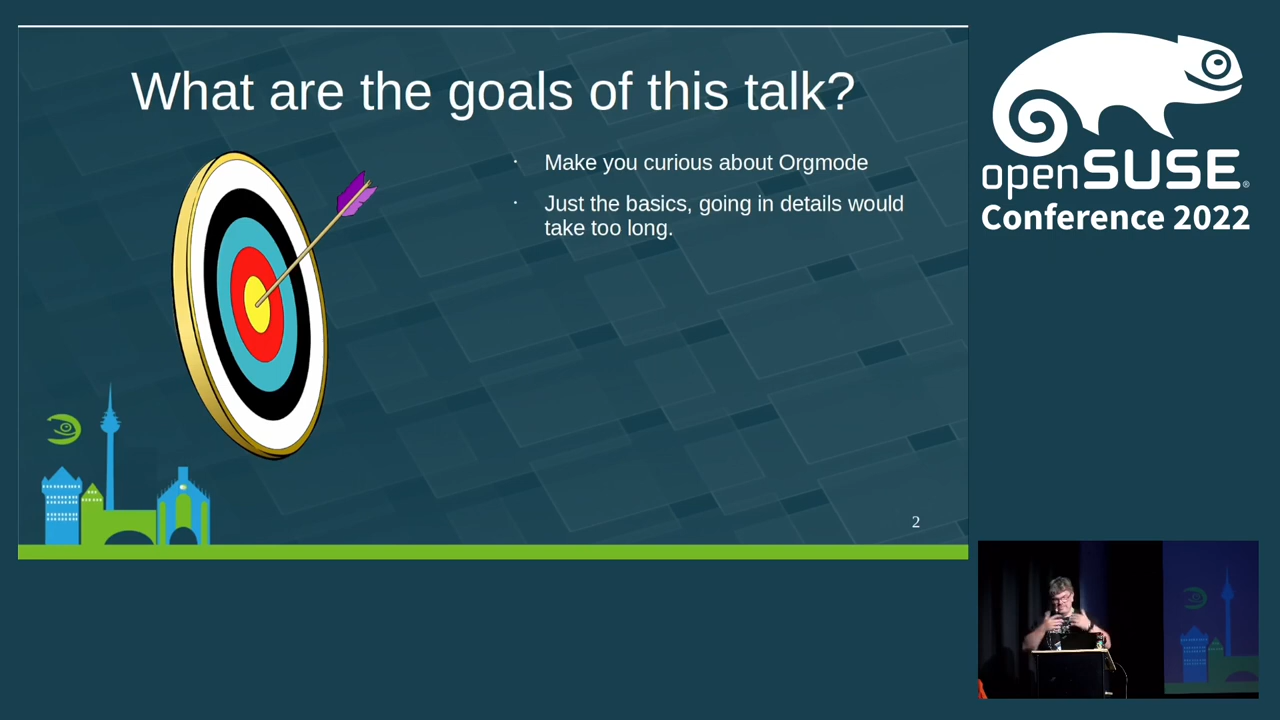 What are the goals of this talk?
· Make you curious about Orgmode
· Just the basics, going in details would
take too long.
2
openSUSE®
Conference 2022